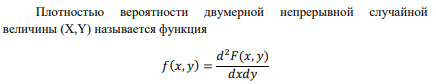 Плотностью вероятности двумерной непрерывной случайной
величины (X,Y) называется функция
f(x, y) = d²F(x, y) / dxdy